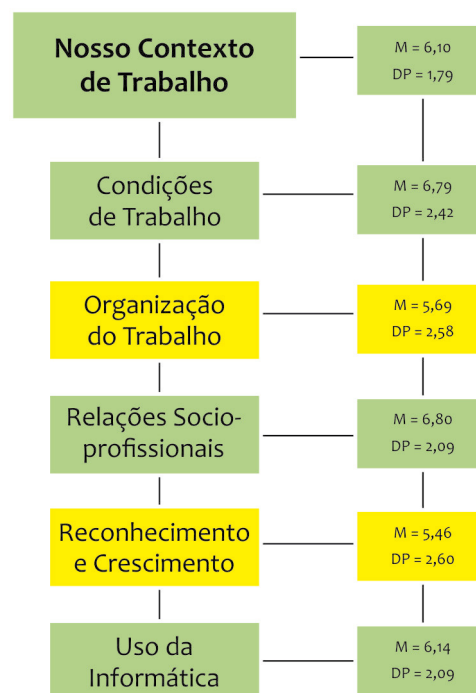 Nosso Contexto
de Trabalho
M = 6,10
DP = 1,79
Condições
de Trabalho
M = 6,79
DP = 2,42
Organização
do Trabalho
M = 5,69
DP = 2,58
Relações Socio-
profissionais
M = 6,80
DP = 2,09
Reconhecimento
e Crescimento
M = 5,46
DP = 2,60
Uso da
Informática
M = 6,14
DP = 2,09